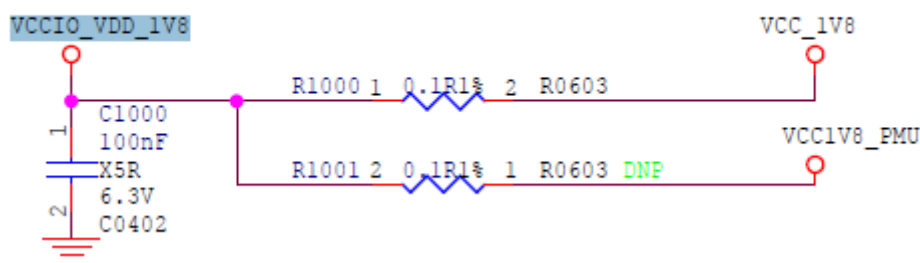 VCCIO_VDD_1V8
VCC_1V8
R1000 1 0.1R1% 2 R0603
C1000
1
100nF
VCC1V8_PMU
X5R
R1001 2 0.1R1% 1 R0603 DNP
6.3V
2
C0402